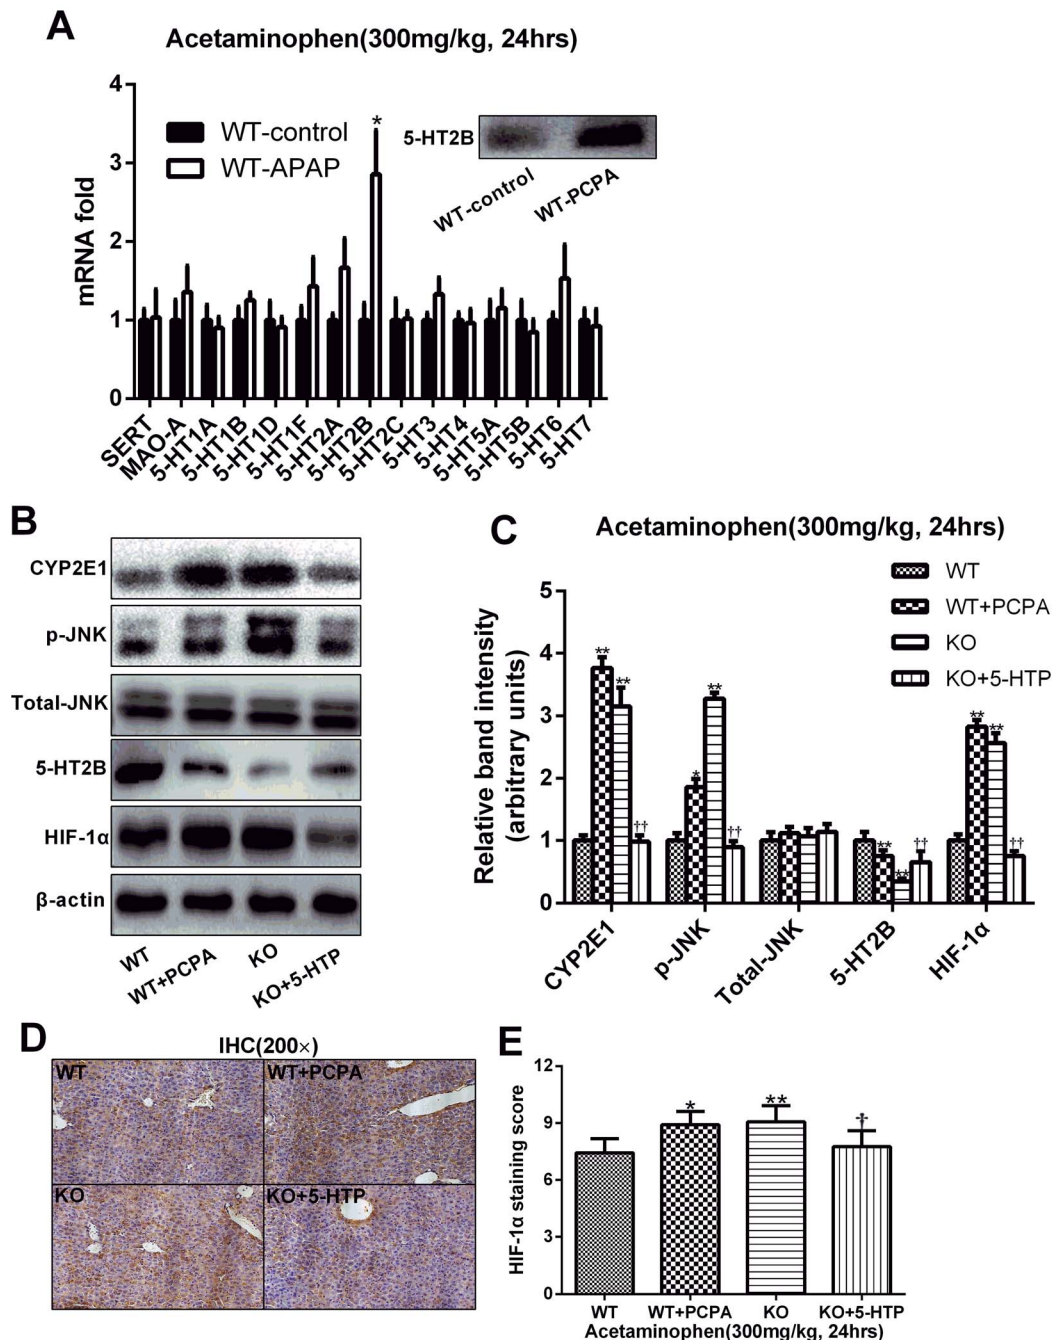 A
Acetaminophen(300mg/kg, 24hrs)
mRNA fold
4
3
2
1
0
WT-control
WT-APAP
*
5-HT2B
WT-control
WT-PCPA
SERT
MAO-A
5-HT1A
5-HT1B
5-HT1D
5-HT1F
5-HT2A
5-HT2B
5-HT2C
5-HT3
5-HT4
5-HT5A
5-HT5B
5-HT6
5-HT7
B
CYP2E1
p-JNK
Total-JNK
5-HT2B
HIF-1α
β-actin
WT
WT+PCPA
KO
KO+5-HTP
C
Acetaminophen(300mg/kg, 24hrs)
WT
WT+PCPA
KO
KO+5-HTP
Relative band intensity
(arbitrary units)
5
4
3
2
1
0
**
**
††
*
**
††
**
**
††
**
**
††
CYP2E1
p-JNK
Total-JNK
5-HT2B
HIF-1α
D
IHC(200×)
WT
WT+PCPA
KO
KO+5-HTP
E
HIF-1α staining score
12
9
6
3
0
*
**
†
WT
WT+PCPA
KO
KO+5-HTP
Acetaminophen(300mg/kg, 24hrs)